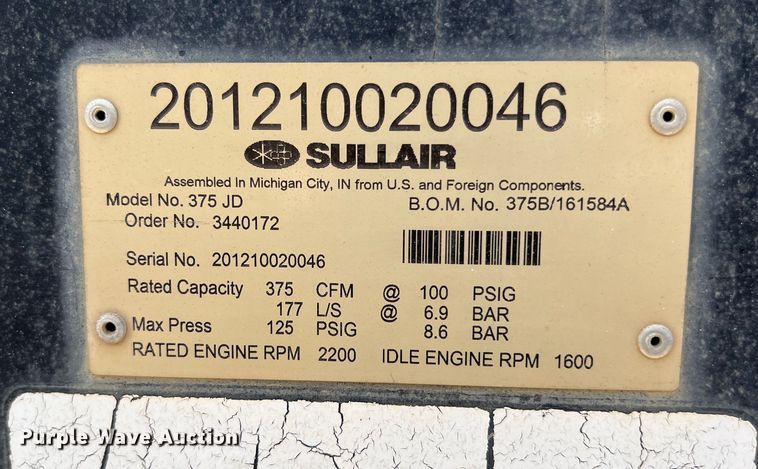 201210020046
SULLAIR
Assembled In Michigan City, IN from U.S. and Foreign Components.
Model No. 375 JD B.O.M. No. 375B/161584A
Order No. 3440172
Serial No. 201210020046
Rated Capacity 375 CFM @ 100 PSIG
177 L/S @ 6.9 BAR
Max Press 125 PSIG 8.6 BAR
RATED ENGINE RPM 2200 IDLE ENGINE RPM 1600
Purple Wave Auction